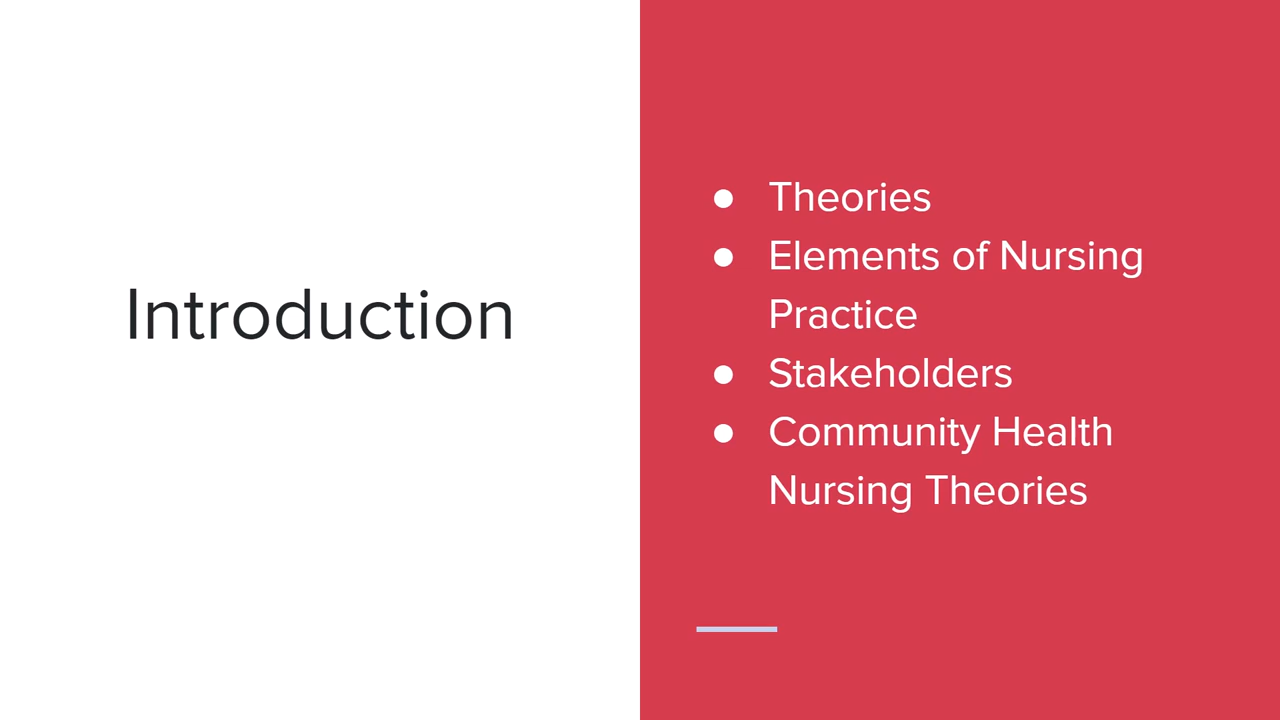 Introduction
● Theories
● Elements of Nursing
Practice
● Stakeholders
● Community Health
Nursing Theories